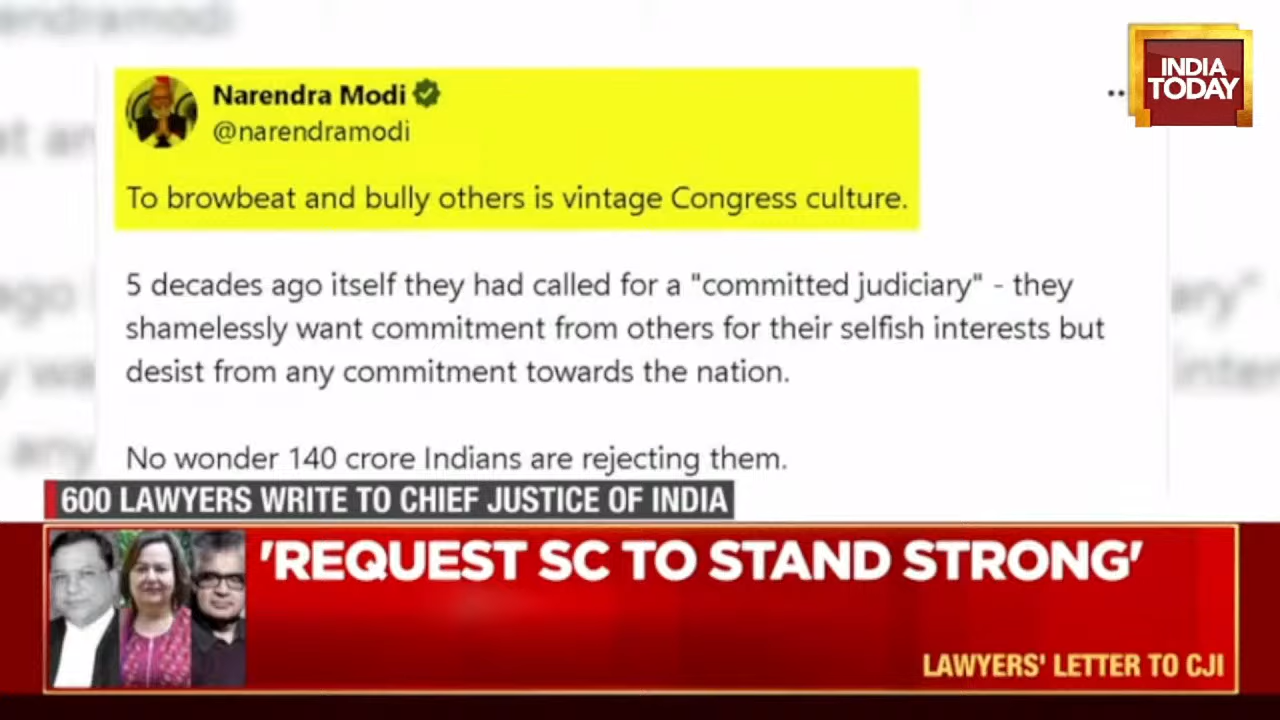 INDIA
TODAY
Narendra Modi
@narendramodi
To browbeat and bully others is vintage Congress culture.
5 decades ago itself they had called for a "committed judiciary" - they
shamelessly want commitment from others for their selfish interests but
desist from any commitment towards the nation.
No wonder 140 crore Indians are rejecting them.
600 LAWYERS WRITE TO CHIEF JUSTICE OF INDIA
'REQUEST SC TO STAND STRONG'
LAWYERS' LETTER TO CJI